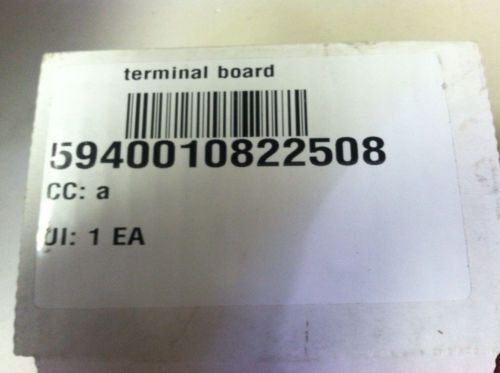 terminal board
5940010822508
CC: a
UI: 1 EA